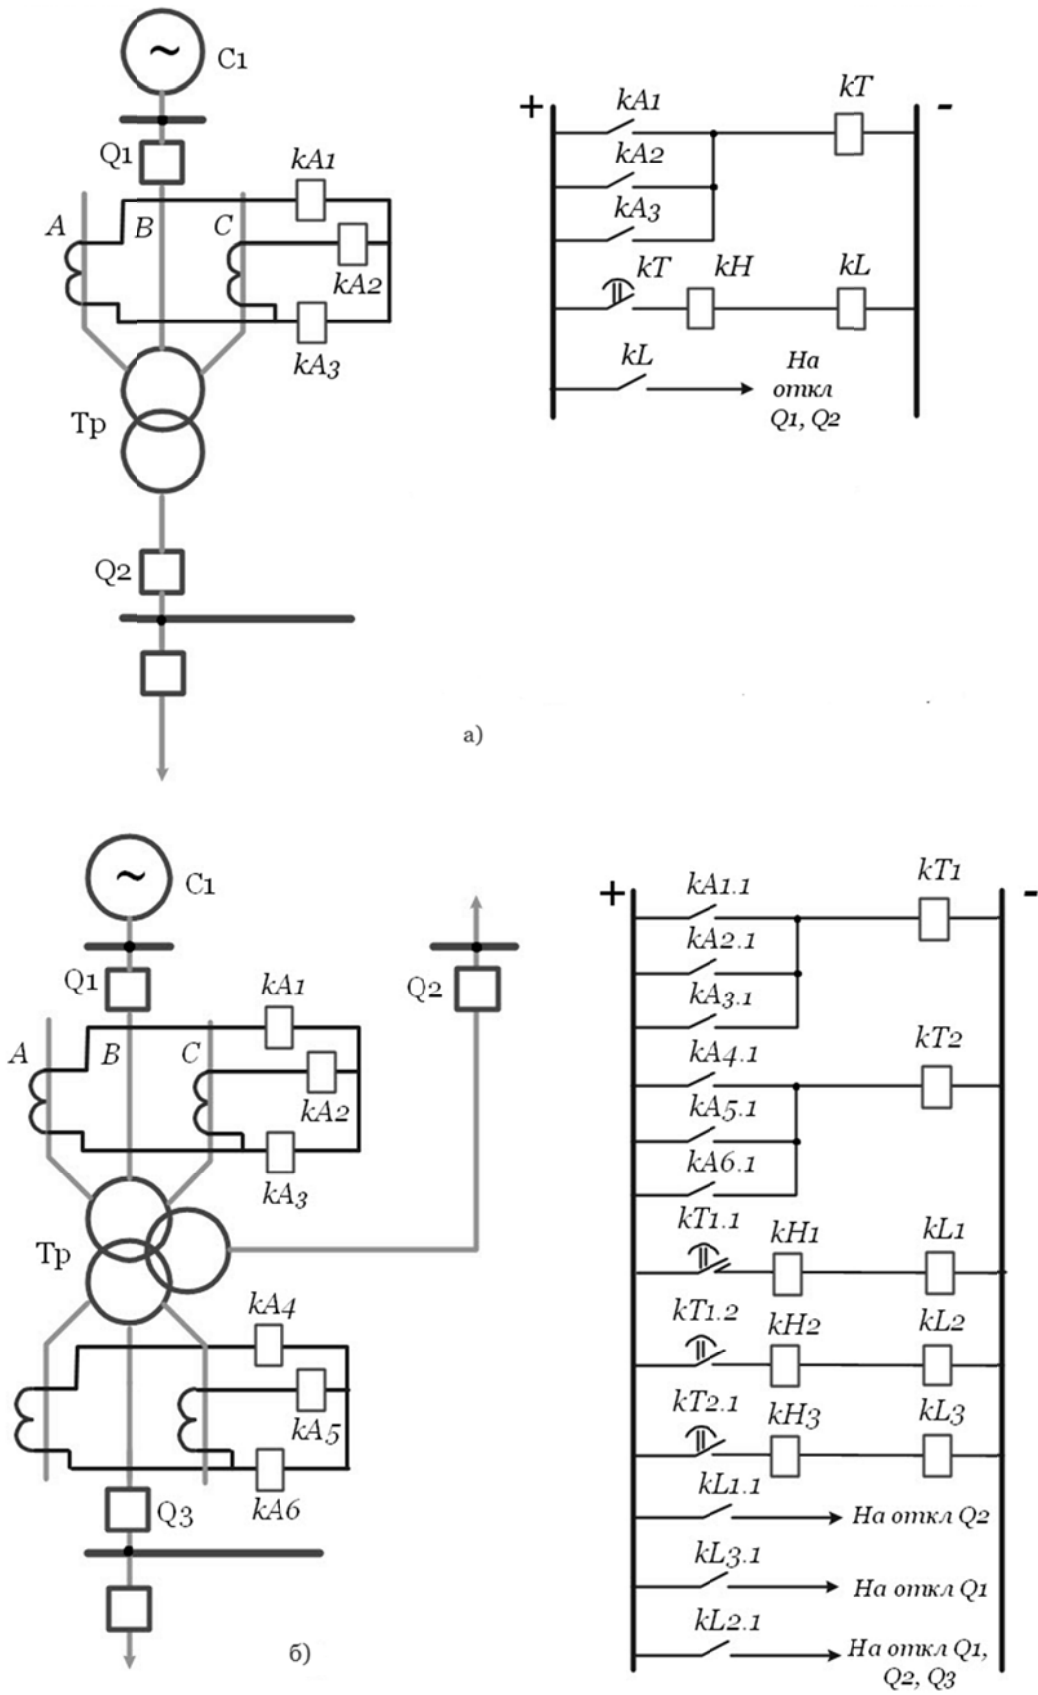 C1
Q1
kA1
A
B
C
kA2
kA3
Тр
Q2
+
-
kA1
kT
kA2
kA3
kT
kH
kL
kL
На
откл
Q1, Q2
а)
C1
Q1
Q2
kA1
A
B
C
kA2
kA3
Тр
kA4
kA5
kA6
Q3
+
-
kA1.1
kT1
kA2.1
kA3.1
kA4.1
kT2
kA5.1
kA6.1
kT1.1
kH1
kL1
kT1.2
kH2
kL2
kT2.1
kH3
kL3
kL1.1
На откл Q2
kL3.1
На откл Q1
kL2.1
На откл Q1,
Q2, Q3
б)